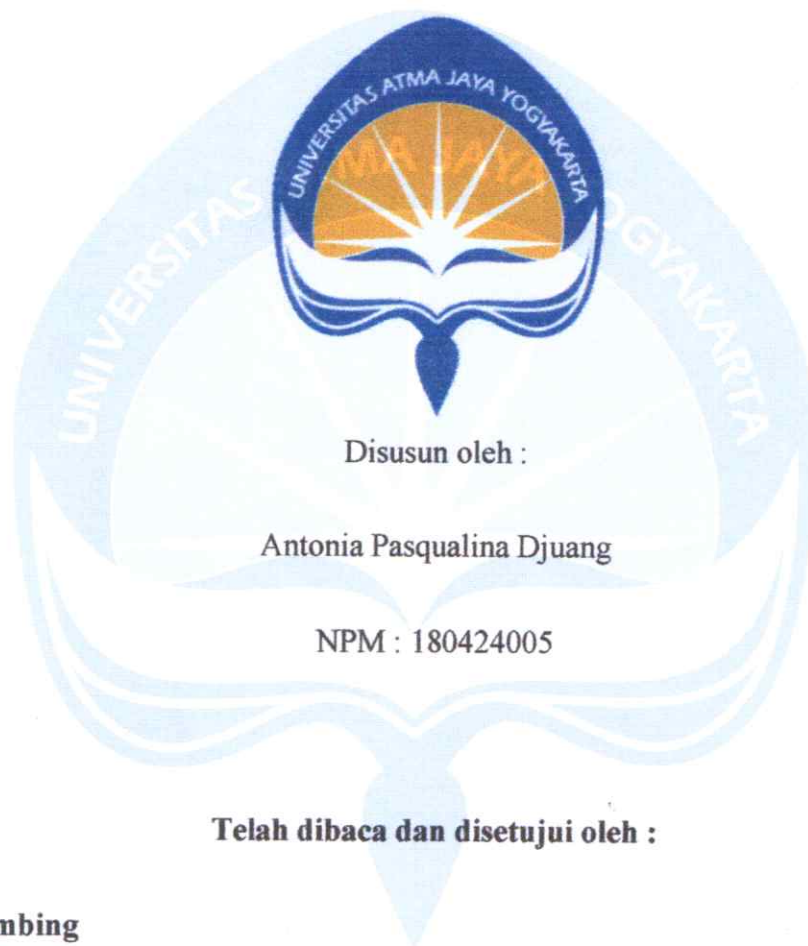 UNIVERSITAS ATMA JAYA YOGYAKARTA
Disusun oleh :
Antonia Pasqualina Djuang
NPM : 180424005
Telah dibaca dan disetujui oleh :
mbing